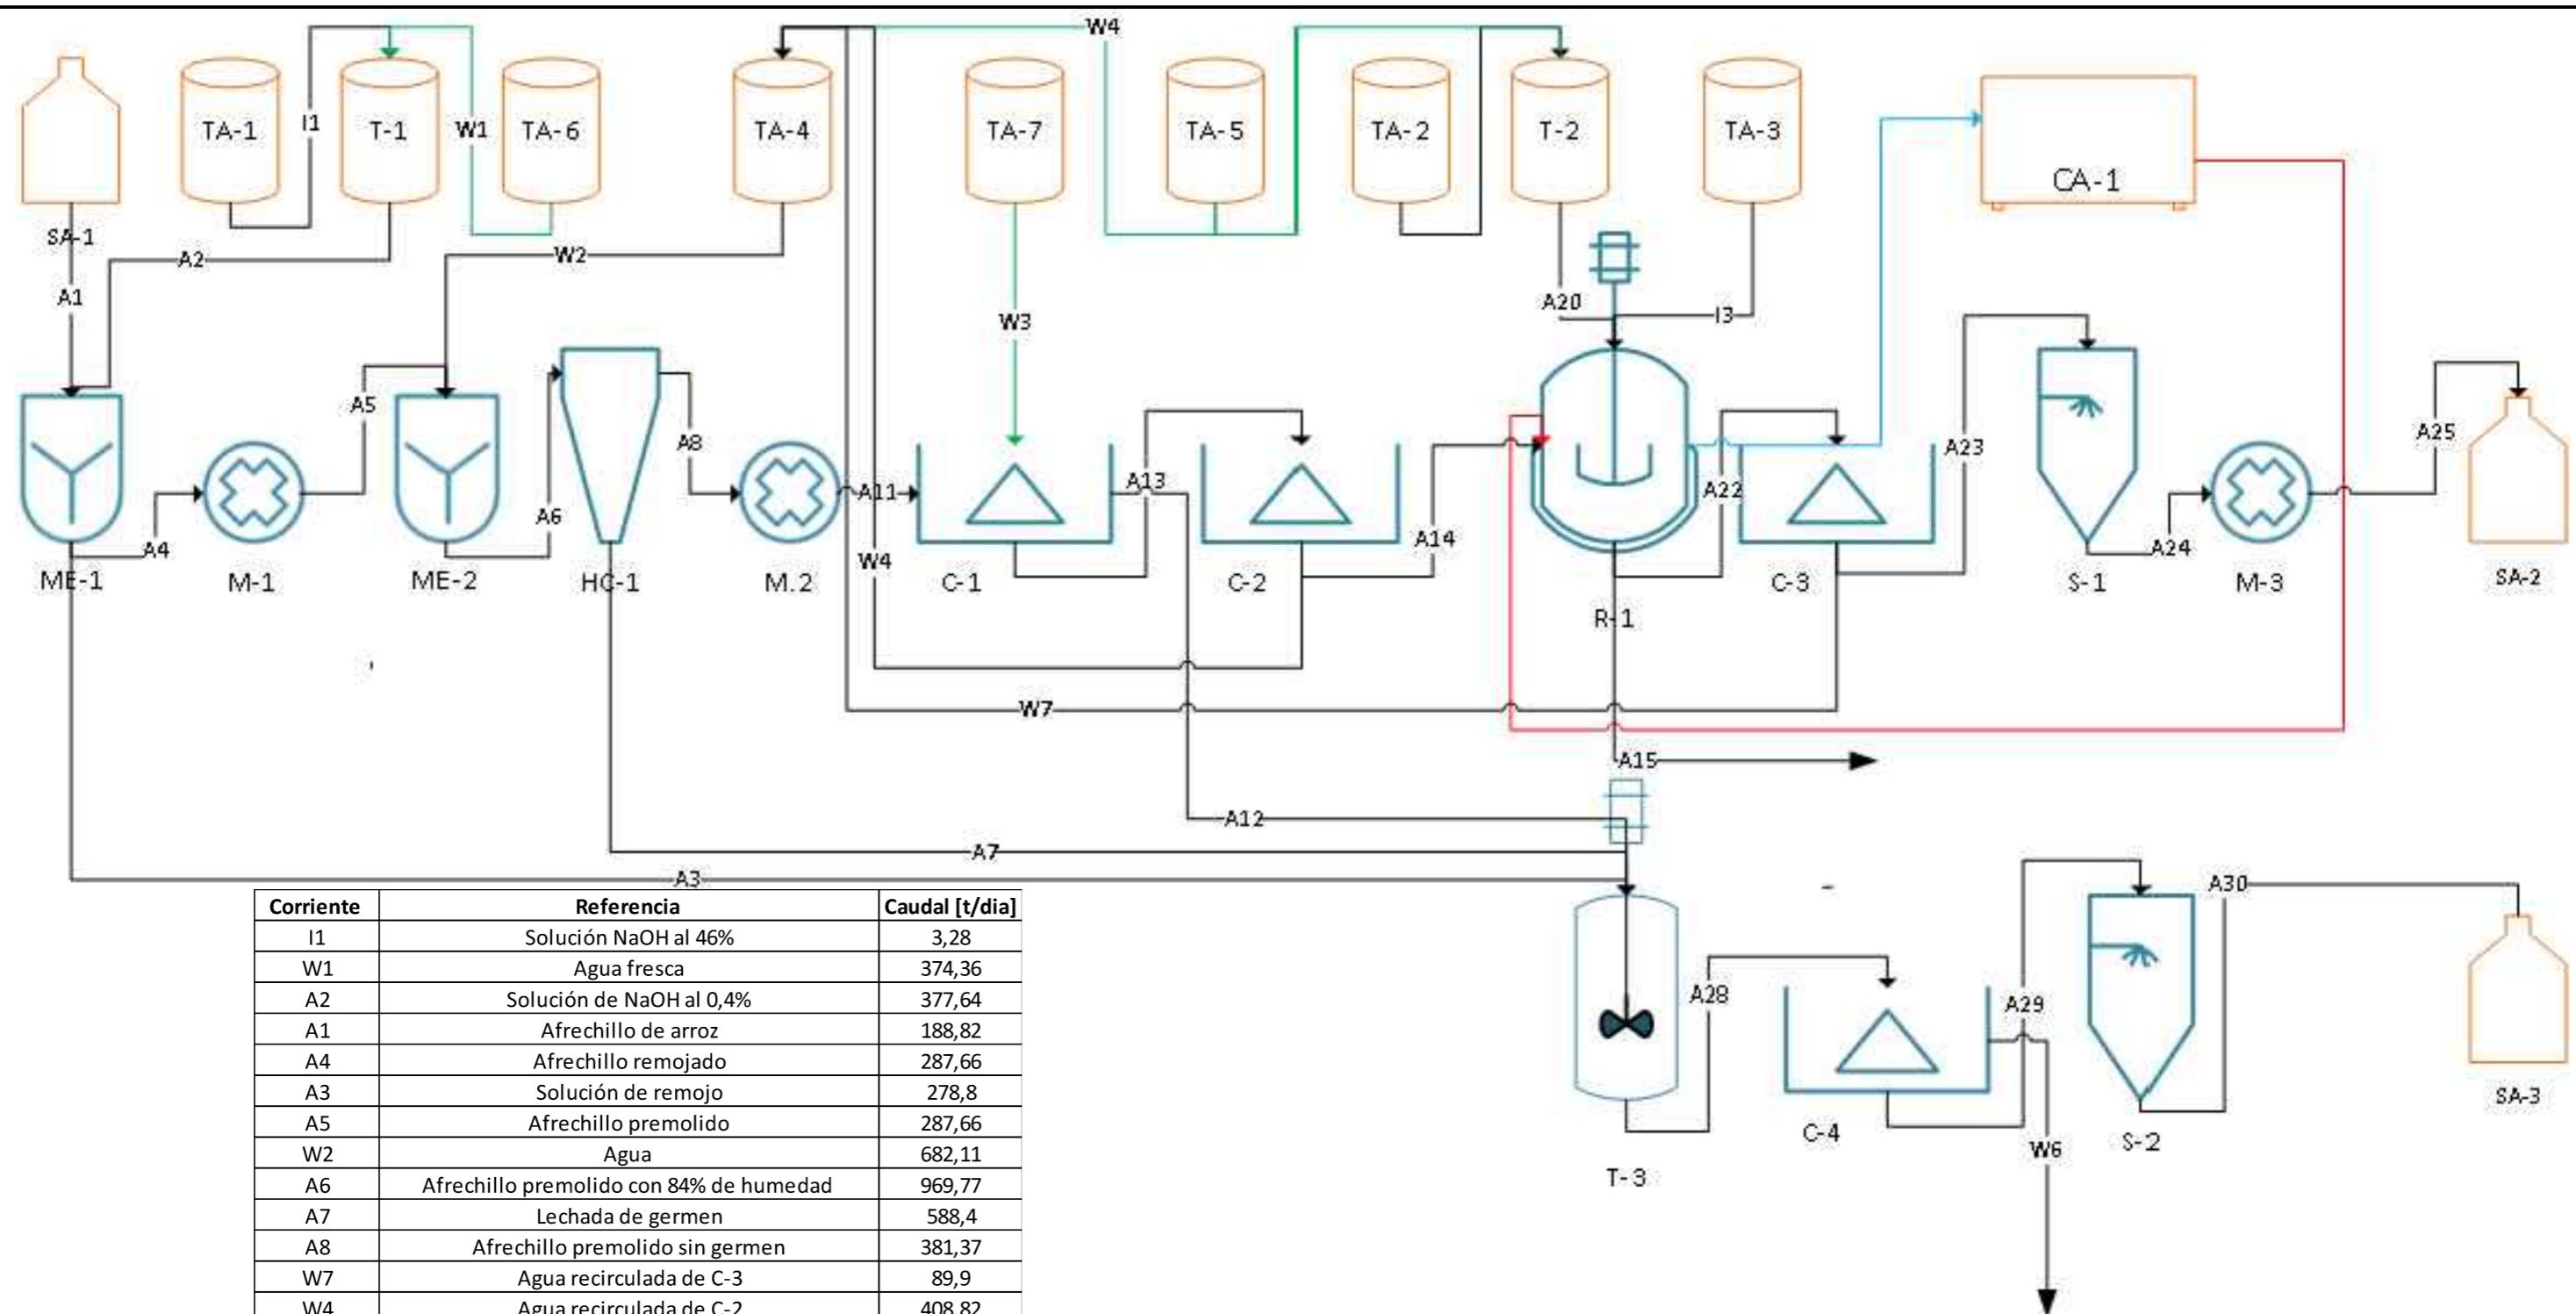 W4
TA-1
I1
T-1
W1
TA-6
TA-4
TA-7
TA-5
TA-2
T-2
TA-3
CA-1
SA-1
A2
W2
A1
A20
I3
W3
A5
A8
A13
A6
A11
W4
A14
A22
A23
A25
A4
A24
ME-1
M-1
ME-2
HC-1
M.2
C-1
C-2
R-1
C-3
S-1
M-3
SA-2
W7
A15
A12
A7
A3
A30
A28
A29
W6
T-3
C-4
S-2
SA-3
Corriente Referencia Caudal [t/dia]
I1 Solución NaOH al 46% 3,28
W1 Agua fresca 374,36
A2 Solución de NaOH al 0,4% 377,64
A1 Afrechillo de arroz 188,82
A4 Afrechillo remojado 287,66
A3 Solución de remojo 278,8
A5 Afrechillo premolido 287,66
W2 Agua 682,11
A6 Afrechillo premolido con 84% de humedad 969,77
A7 Lechada de germen 588,4
A8 Afrechillo premolido sin germen 381,37
W7 Agua recirculada de C-3 89,9
W4 Agua recirculada de C-2 408,82